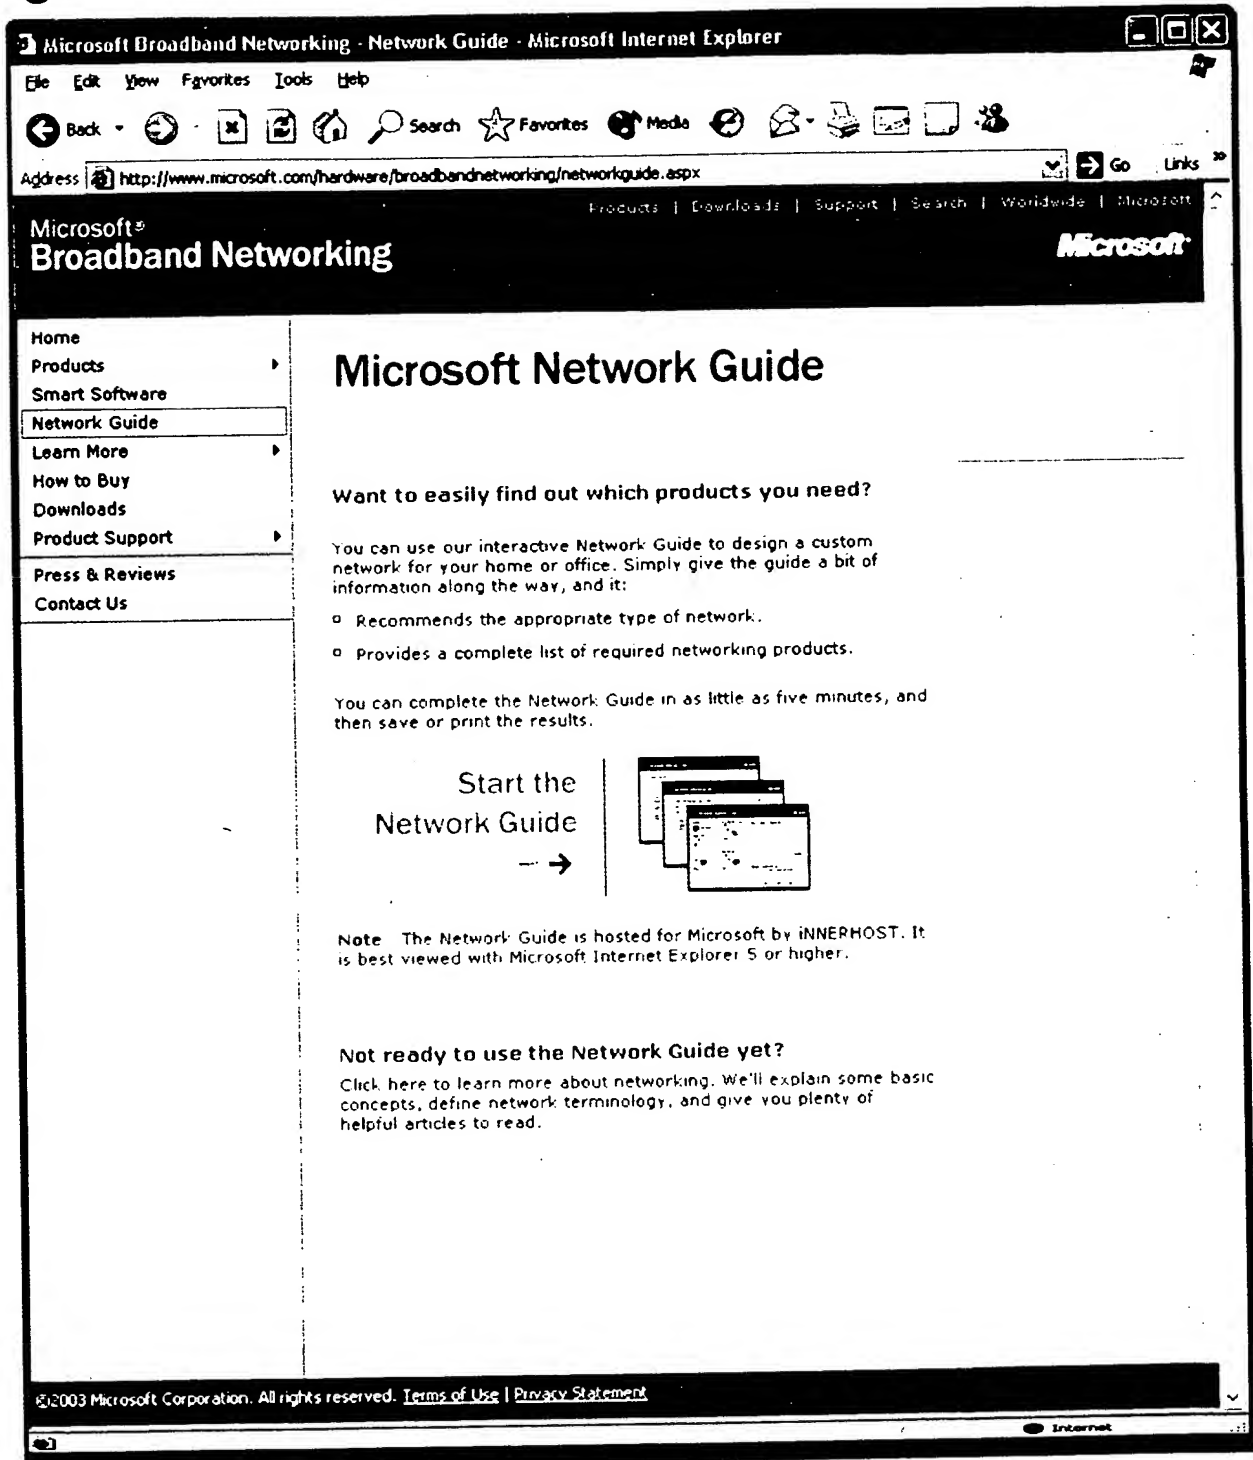 Microsoft Broadband Networking - Network Guide - Microsoft Internet Explorer
File Edit View Favorites Tools Help
Back Search Favorites Media
Address http://www.microsoft.com/hardware/broadbandnetworking/networkguide.aspx Go Links »
Products | Downloads | Support | Search | Worldwide | Microsoft
Microsoft®
Broadband Networking
Microsoft
Home
Products
Smart Software
Network Guide
Learn More
How to Buy
Downloads
Product Support
Press & Reviews
Contact Us
Microsoft Network Guide
Want to easily find out which products you need?
You can use our interactive Network Guide to design a custom
network for your home or office. Simply give the guide a bit of
information along the way, and it:
Recommends the appropriate type of network.
Provides a complete list of required networking products.
You can complete the Network Guide in as little as five minutes, and
then save or print the results.
Start the
Network Guide
Note The Network Guide is hosted for Microsoft by iNNERHOST. It
is best viewed with Microsoft Internet Explorer 5 or higher.
Not ready to use the Network Guide yet?
Click here to learn more about networking. We'll explain some basic
concepts, define network terminology, and give you plenty of
helpful articles to read.
©2003 Microsoft Corporation. All rights reserved. Terms of Use | Privacy Statement
Internet